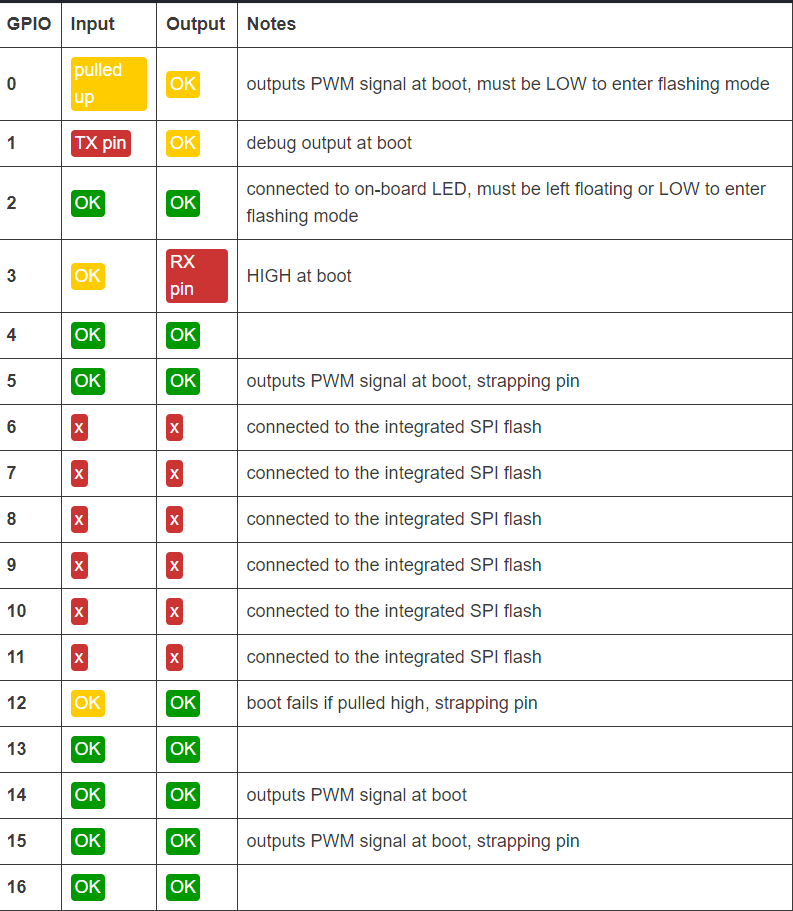 GPIO Input Output Notes
0 pulled up OK outputs PWM signal at boot, must be LOW to enter flashing mode
1 TX pin OK debug output at boot
2 OK OK connected to on-board LED, must be left floating or LOW to enter
flashing mode
3 OK RX pin HIGH at boot
4 OK OK
5 OK OK outputs PWM signal at boot, strapping pin
6 x x connected to the integrated SPI flash
7 x x connected to the integrated SPI flash
8 x x connected to the integrated SPI flash
9 x x connected to the integrated SPI flash
10 x x connected to the integrated SPI flash
11 x x connected to the integrated SPI flash
12 OK OK boot fails if pulled high, strapping pin
13 OK OK
14 OK OK outputs PWM signal at boot
15 OK OK outputs PWM signal at boot, strapping pin
16 OK OK